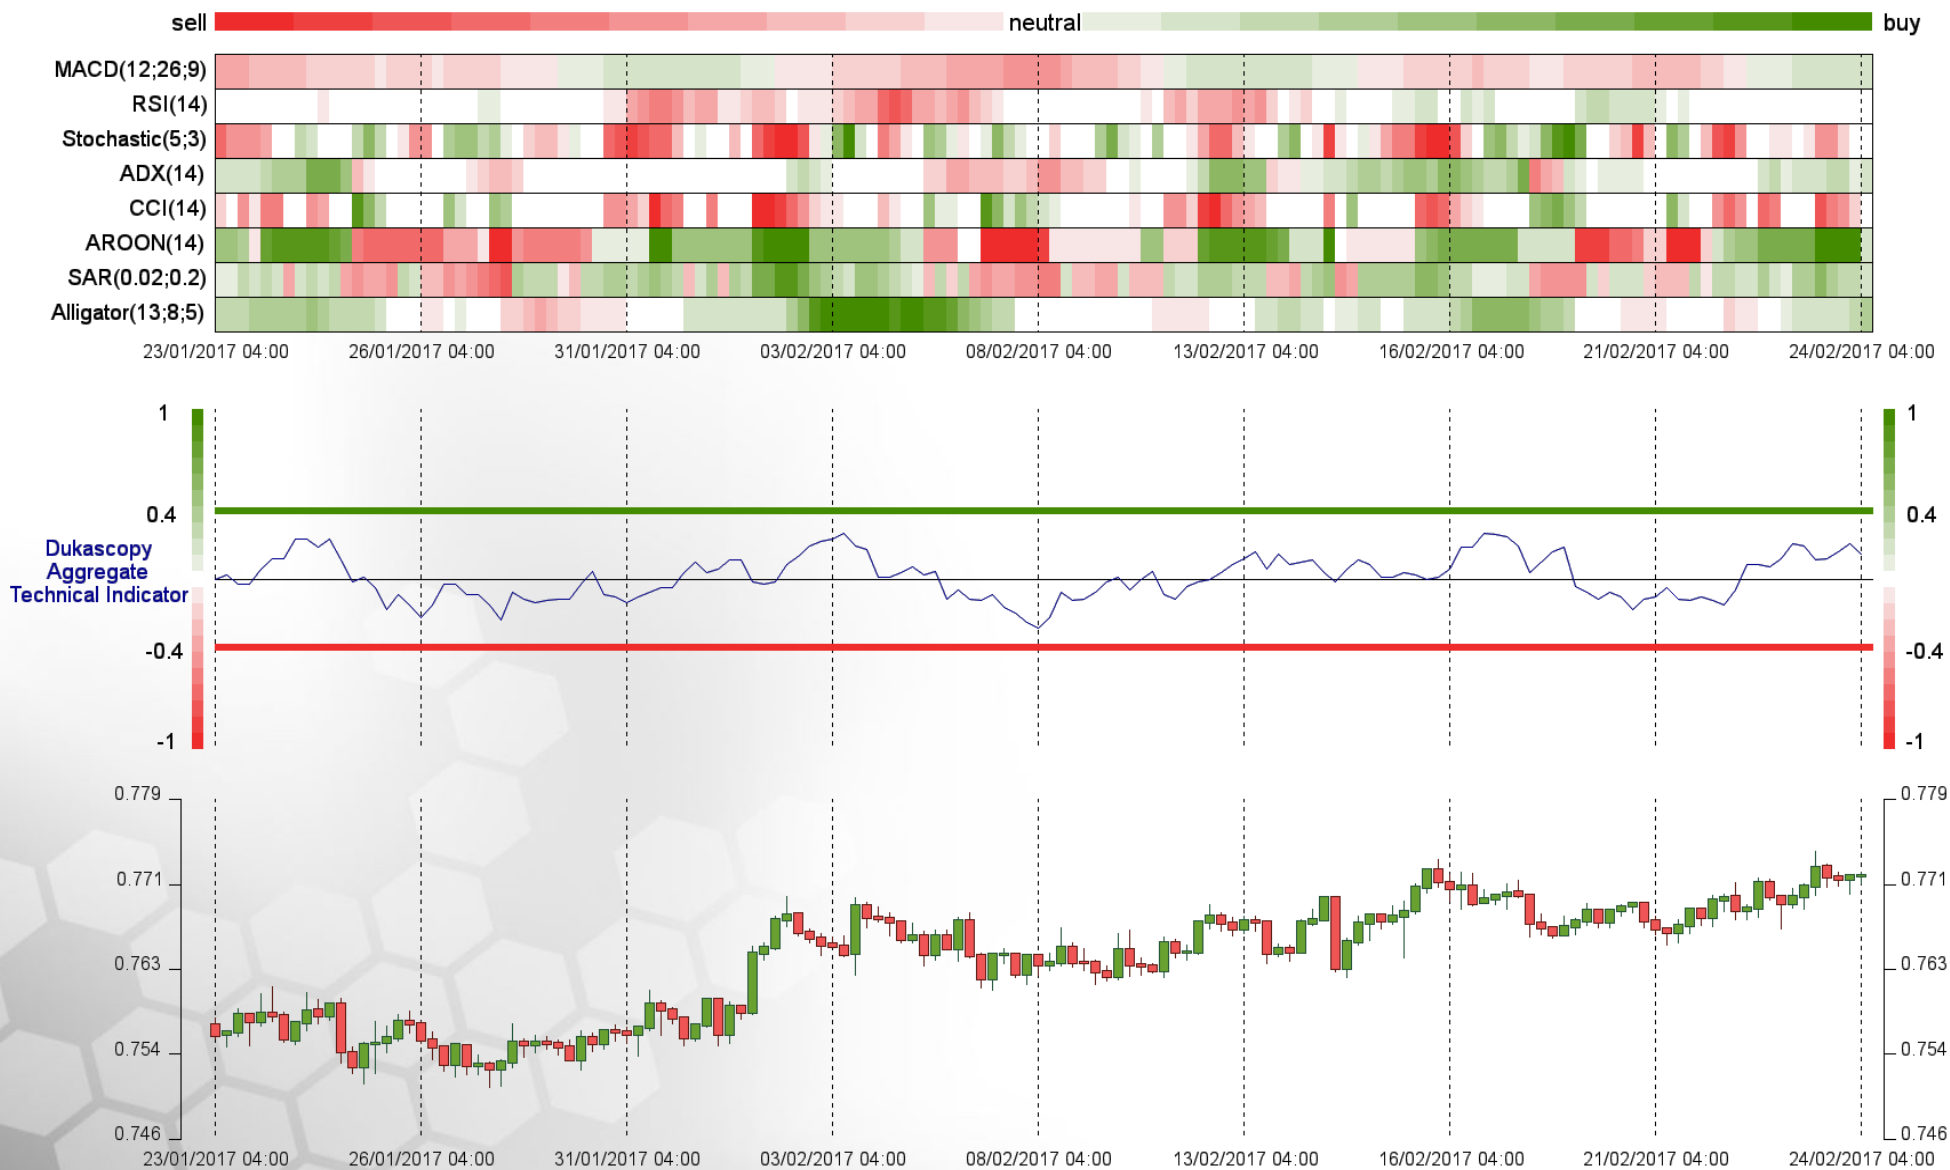 sell neutral buy
MACD(12;26;9)
RSI(14)
Stochastic(5;3)
ADX(14)
CCI(14)
AROON(14)
SAR(0.02;0.2)
Alligator(13;8;5)
23/01/2017 04:00 26/01/2017 04:00 31/01/2017 04:00 03/02/2017 04:00 08/02/2017 04:00 13/02/2017 04:00 16/02/2017 04:00 21/02/2017 04:00 24/02/2017 04:00
1 1
0.4 0.4
Dukascopy
Aggregate
Technical Indicator
-0.4 -0.4
-1 -1
0.779 0.779
0.771 0.771
0.763 0.763
0.754 0.754
0.746 0.746
23/01/2017 04:00 26/01/2017 04:00 31/01/2017 04:00 03/02/2017 04:00 08/02/2017 04:00 13/02/2017 04:00 16/02/2017 04:00 21/02/2017 04:00 24/02/2017 04:00